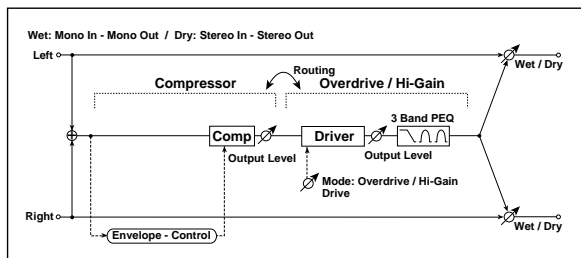 Wet: Mono In - Mono Out / Dry: Stereo In - Stereo Out
Left
Wet / Dry
Routing
Compressor
Overdrive / Hi-Gain
3 Band PEQ
Comp
Driver
Output Level
Output Level
Mode: Overdrive / Hi-Gain
Drive
Right
Wet / Dry
Envelope - Control